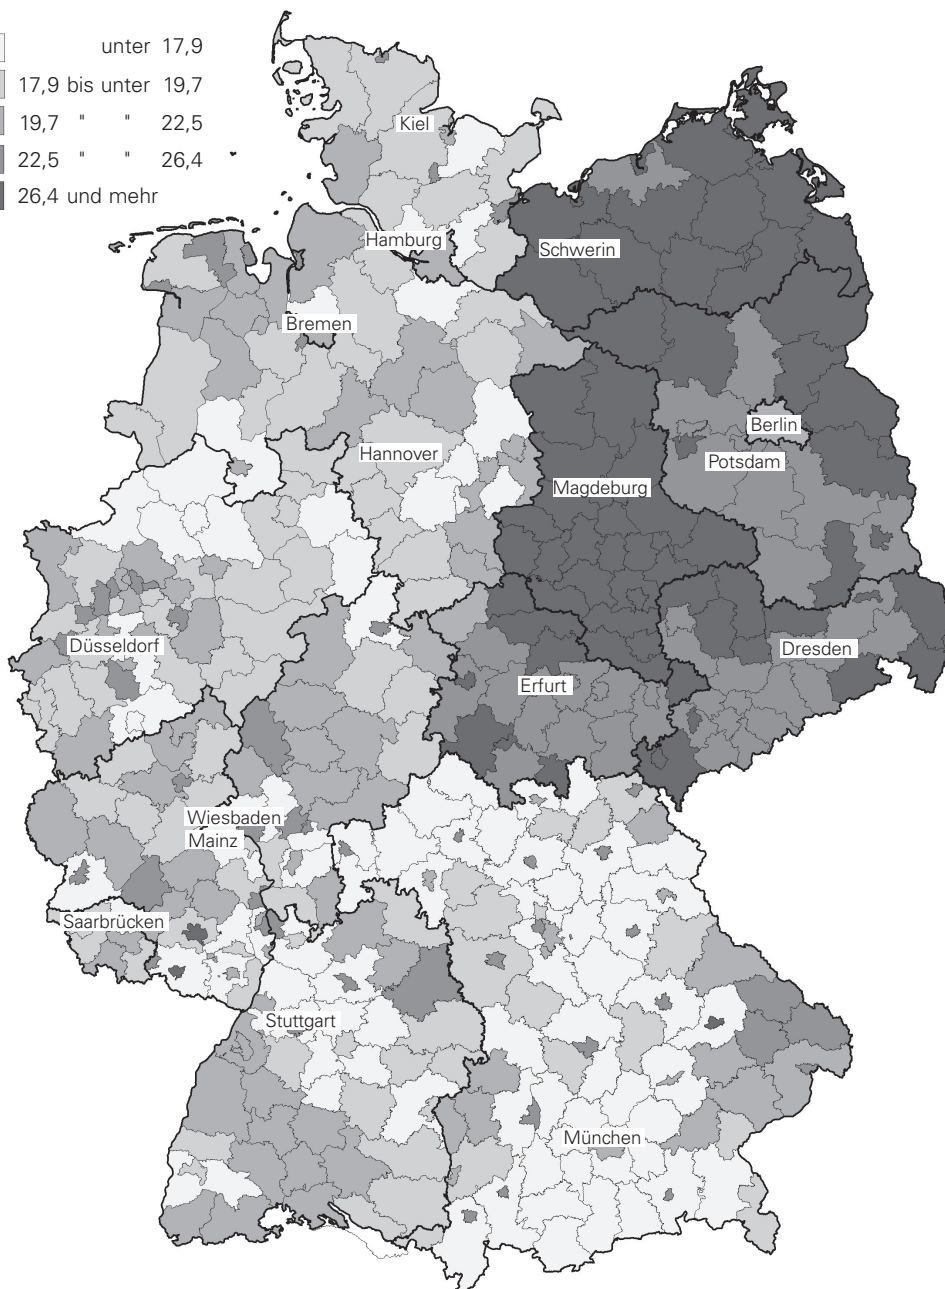 unter 17,9
17,9 bis unter 19,7
19,7 " " 22,5
22,5 " " 26,4
26,4 und mehr
Kiel
Hamburg
Schwerin
Bremen
Berlin
Hannover
Potsdam
Magdeburg
Düsseldorf
Dresden
Erfurt
Wiesbaden
Mainz
Saarbrücken
Stuttgart
München